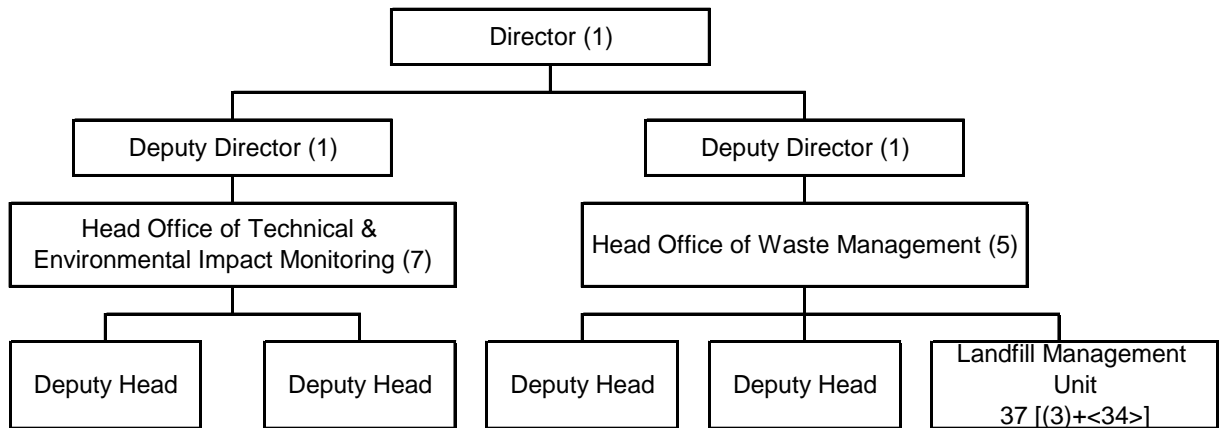 Director (1)
Deputy Director (1)
Deputy Director (1)
Head Office of Technical &
Environmental Impact Monitoring (7)
Head Office of Waste Management (5)
Deputy Head
Deputy Head
Deputy Head
Deputy Head
Landfill Management
Unit
37 [(3)+<34>]